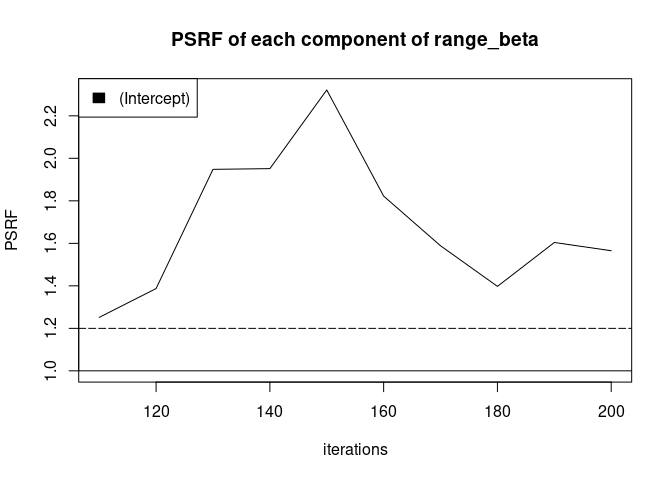 PSRF of each component of range_beta
(Intercept)
PSRF
2.2
2.0
1.8
1.6
1.4
1.2
1.0
120 140 160 180 200
iterations